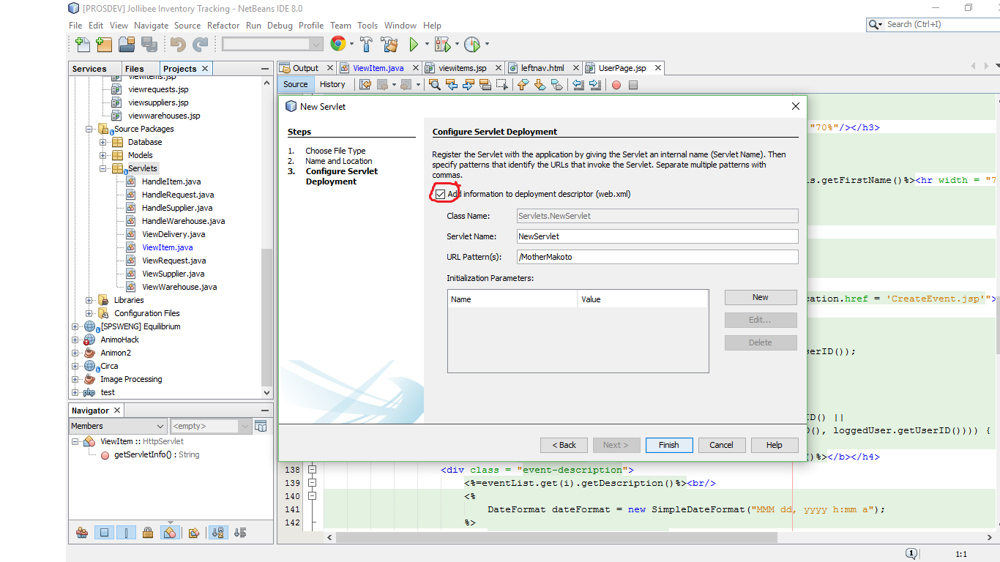 [PROSDEV] Jollibee Inventory Tracking - NetBeans IDE 8.0
File Edit View Navigate Source Refactor Run Debug Profile Team Tools Window Help
Search (Ctrl+I)
Services Files Projects
viewitems.jsp
viewrequests.jsp
viewsuppliers.jsp
viewwarehouses.jsp
Source Packages
Database
Models
Servlets
HandleItem.java
HandleRequest.java
HandleSupplier.java
HandleWarehouse.java
ViewDelivery.java
ViewItem.java
ViewRequest.java
ViewSupplier.java
ViewWarehouse.java
Libraries
Configuration Files
[SPSWENG] Equilibrium
AnimoHack
Animon2
Circa
Image Processing
test
Navigator
Members <empty>
ViewItem :: HttpServlet
getServletInfo() : String
Output ViewItem.java viewitems.jsp leftnav.html UserPage.jsp
Source History
New Servlet
Steps
1. Choose File Type
2. Name and Location
3. Configure Servlet
Deployment
Configure Servlet Deployment
Register the Servlet with the application by giving the Servlet an internal name (Servlet Name). Then
specify patterns that identify the URLs that invoke the Servlet. Separate multiple patterns with
commas.
Add information to deployment descriptor (web.xml)
Class Name: Servlets.NewServlet
Servlet Name: NewServlet
URL Pattern(s): /MotherMakoto
Initialization Parameters:
Name Value
New
Edit...
Delete
< Back Next > Finish Cancel Help
"70%"/></h3>
s.getFirstName()%><hr width = "7
cation.href = 'CreateEvent.jsp'">
serID());
ID() ||
(), loggedUser.getUserID()))) {
()%></b></h4>
138 <div class = "event-description">
139 <%=eventList.get(i).getDescription()%><br/>
140 <%
141 DateFormat dateFormat = new SimpleDateFormat("MMM dd, yyyy h:mm a");
142 %>
1 1:1